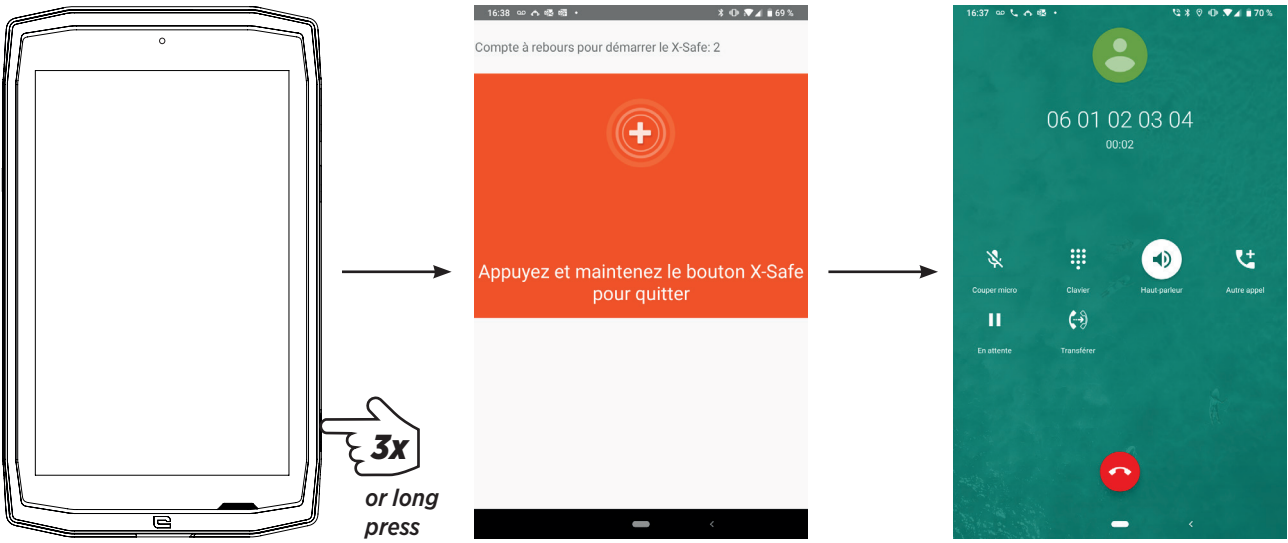 3x
or long
press
16:38
69 %
Compte à rebours pour démarrer le X-Safe: 2
Appuyez et maintenez le bouton X-Safe
pour quitter
16:37
70 %
06 01 02 03 04
00:02
Couper micro
Clavier
Haut-parleur
Autre appel
En attente
Transférer